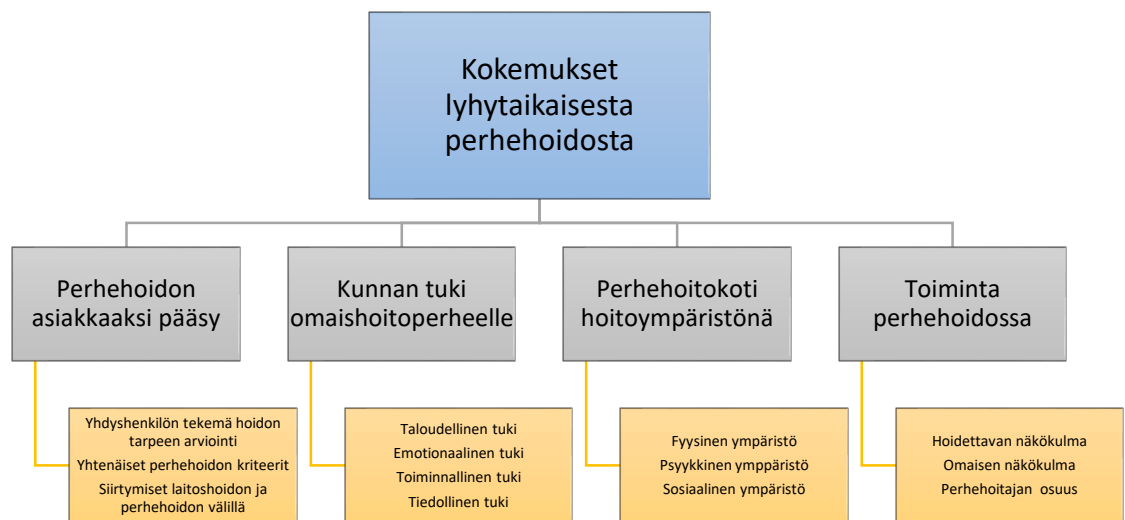 Kokemukset
lyhytaikaisesta
perhehoidosta
Perhehoidon
asiakkaaksi pääsy
Kunnan tuki
omaishoitoperheelle
Perhehoitokoti
hoitoympäristönä
Toiminta
perhehoidossa
Yhdyshenkilön tekemä hoidon
tarpeen arviointi
Yhtenäiset perhehoidon kriteerit
Siirtymiset laitoshoidon ja
perhehoidon välillä
Taloudellinen tuki
Emotionaalinen tuki
Toiminnallinen tuki
Tiedollinen tuki
Fyysinen ympäristö
Psyykkinen ymppäristö
Sosiaalinen ympäristö
Hoidettavan näkökulma
Omaisen näkökulma
Perhehoitajan osuus